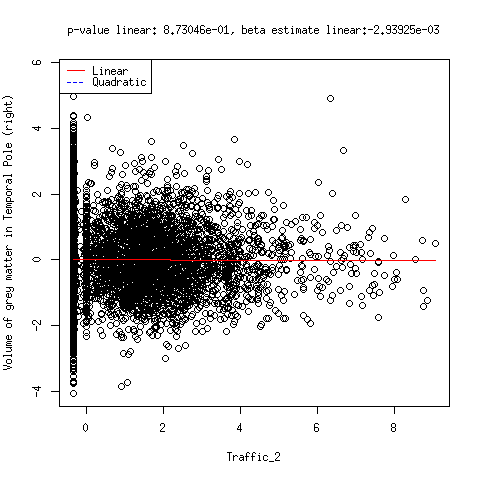 p-value linear: 8.73046e-01, beta estimate linear:-2.93925e-03
Linear
Quadratic
Volume of grey matter in Temporal Pole (right)
6
4
2
0
-2
-4
0 2 4 6 8
Traffic_2